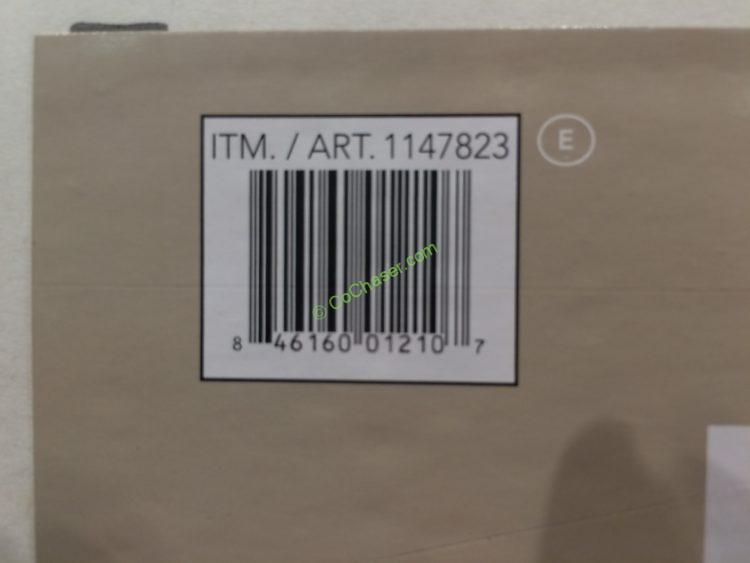 ITM. / ART. 1147823
E
© CoChaser.com
8 46160 01210 7